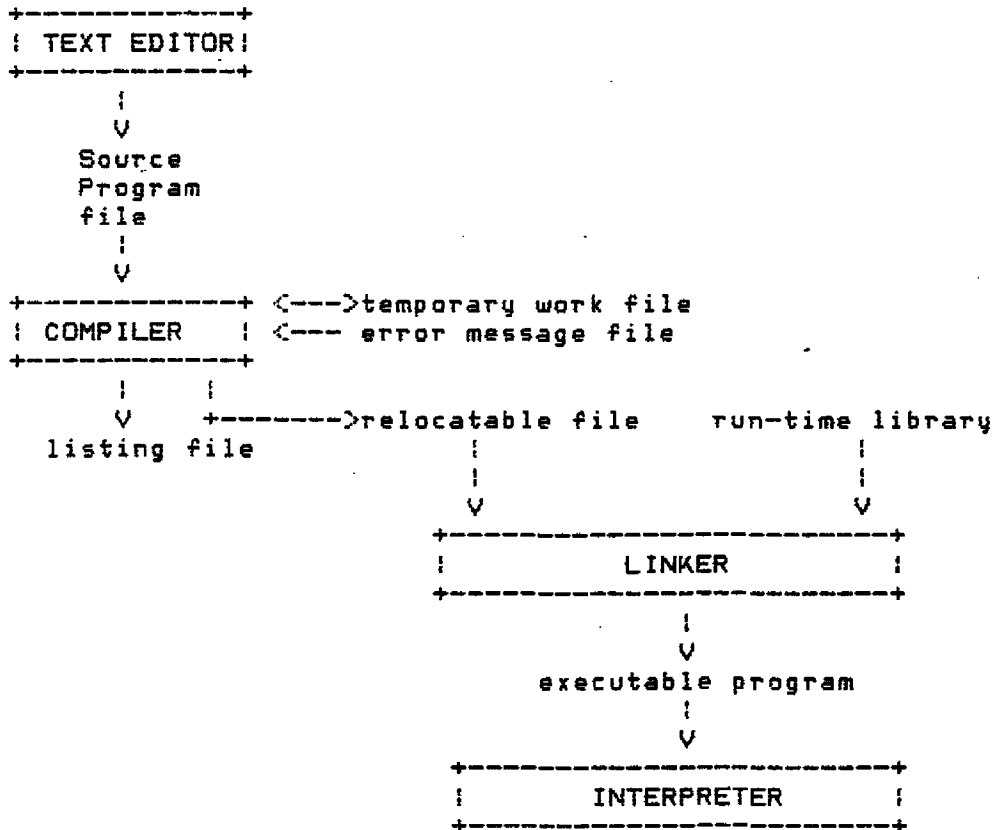 TEXT EDITOR
Source
Program
file
<--->temporary work file
COMPILER <--- error message file
+------->relocatable file run-time library
listing file
LINKER
executable program
INTERPRETER